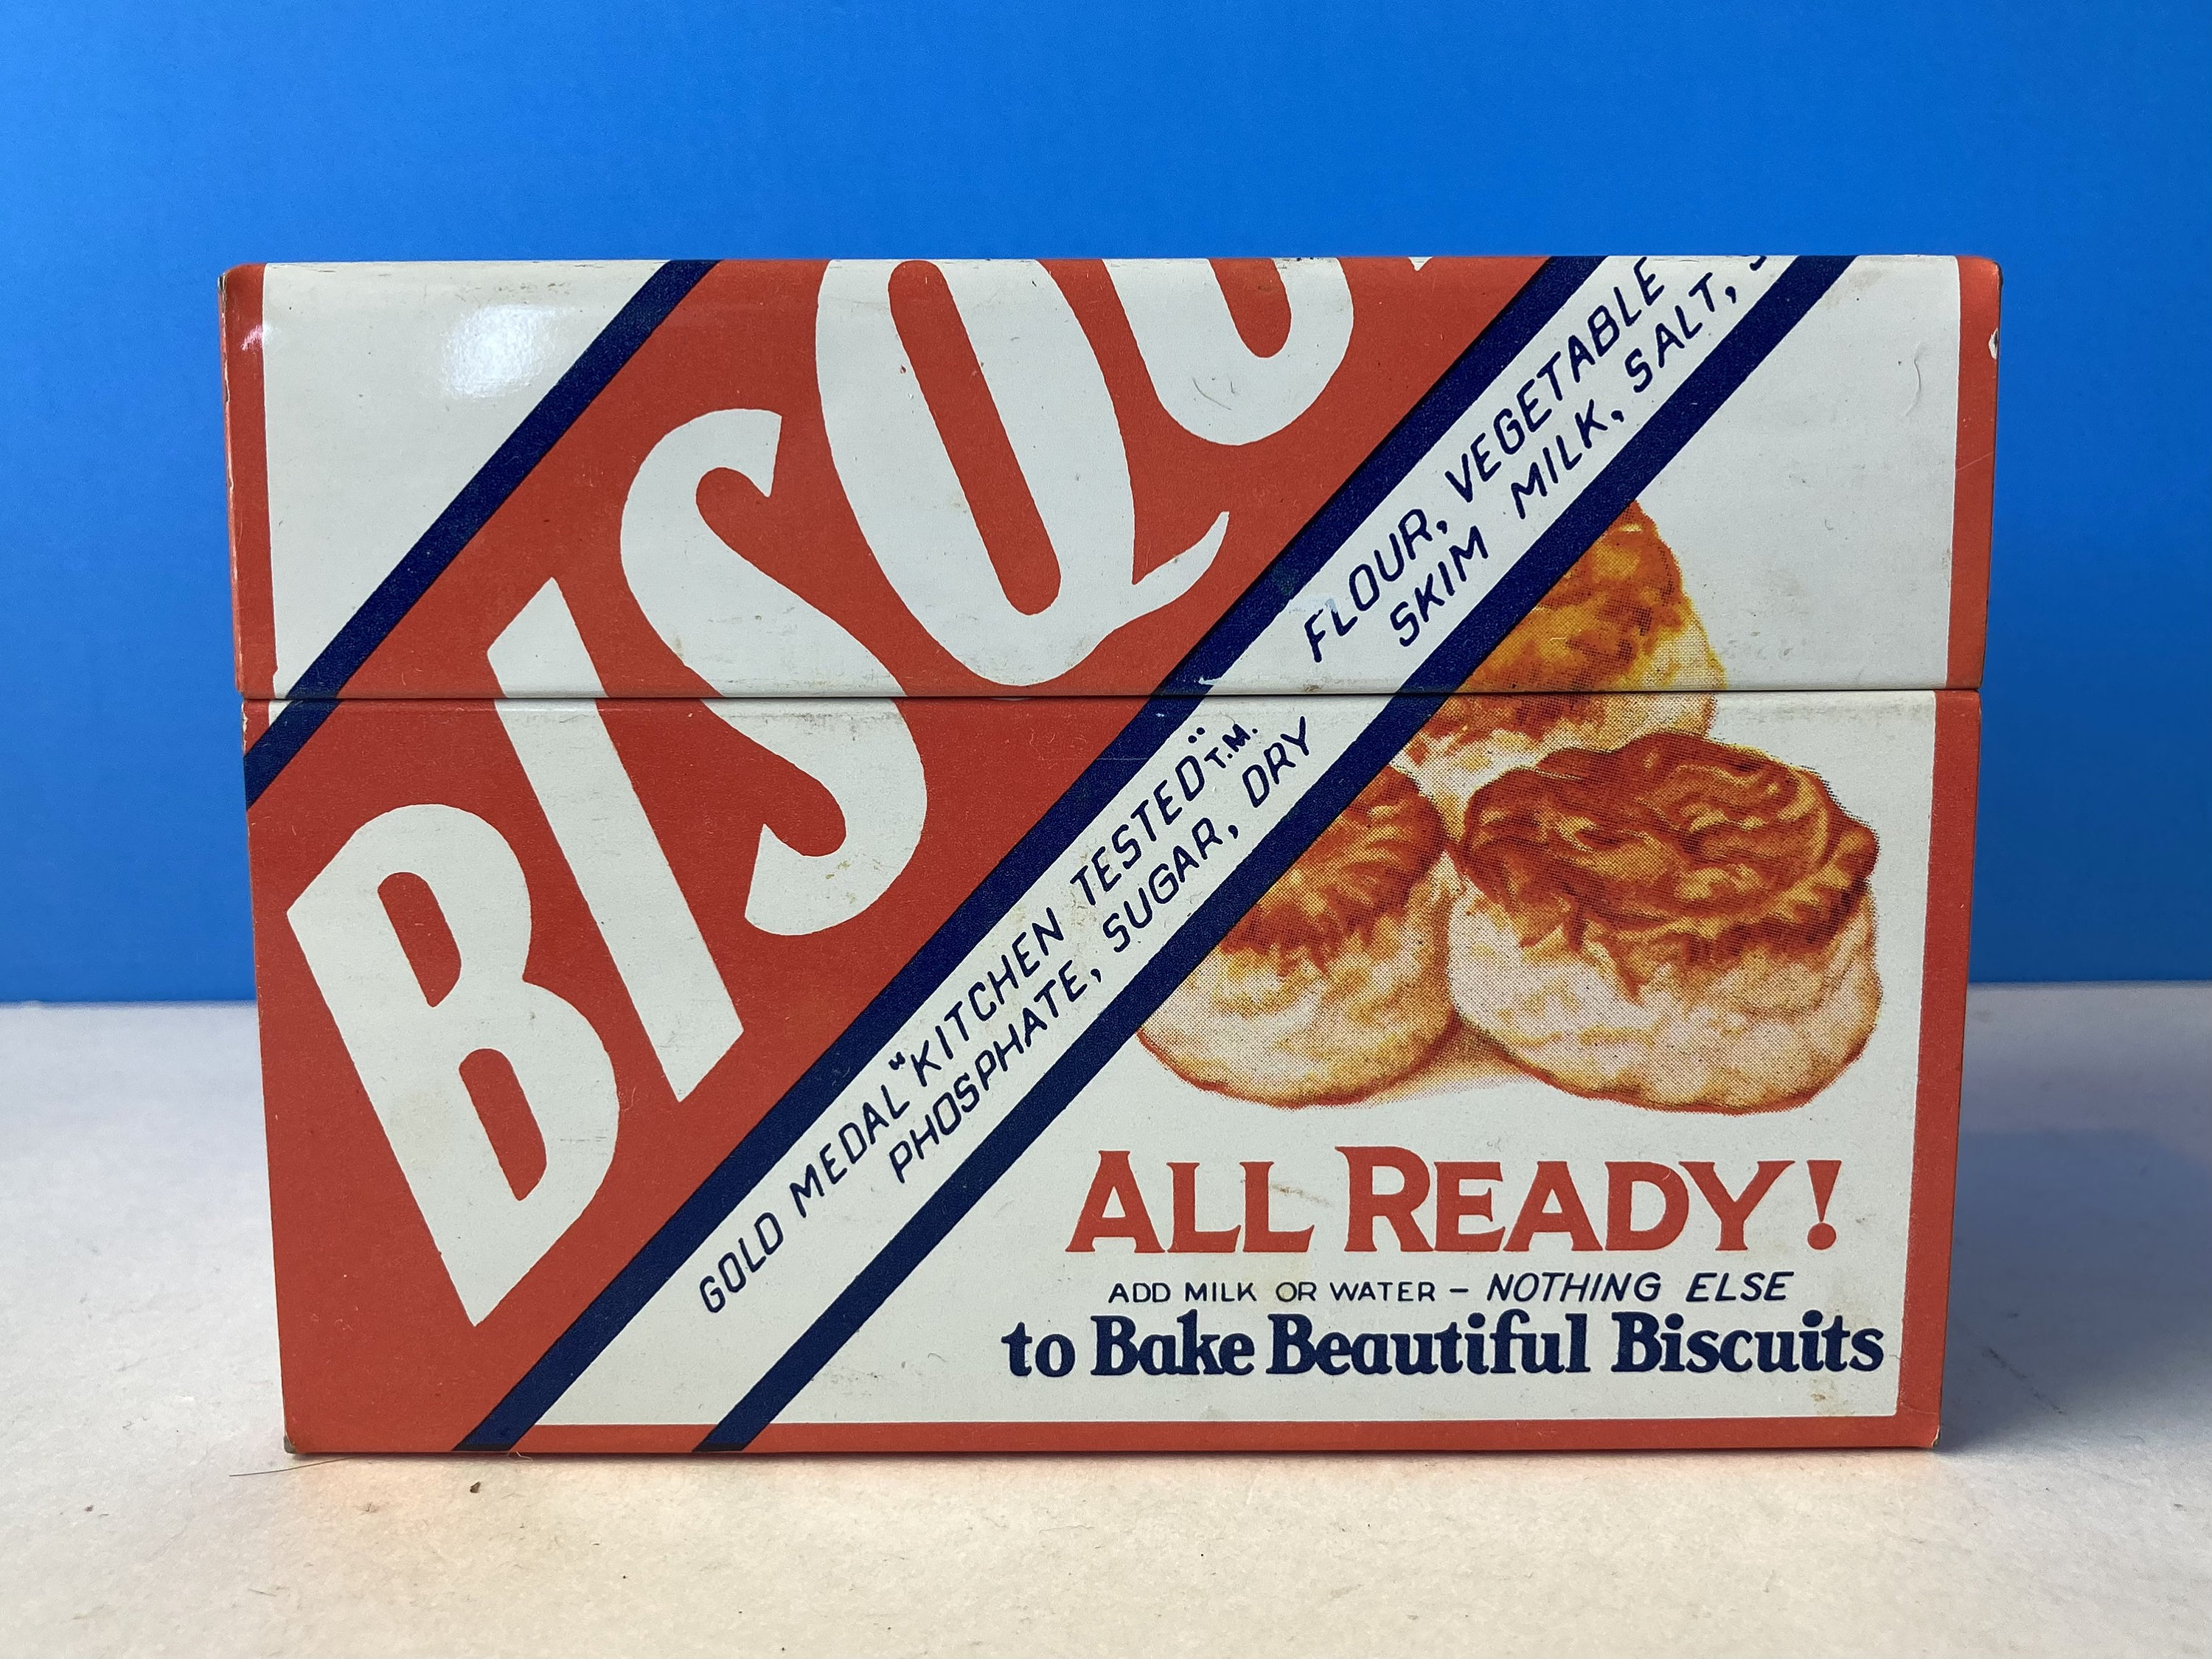 BISQU
GOLD MEDAL "KITCHEN TESTED" T.M. FLOUR, VEGETABLE
PHOSPHATE, SUGAR, DRY SKIM MILK, SALT,
ALL READY!
ADD MILK OR WATER – NOTHING ELSE
to Bake Beautiful Biscuits